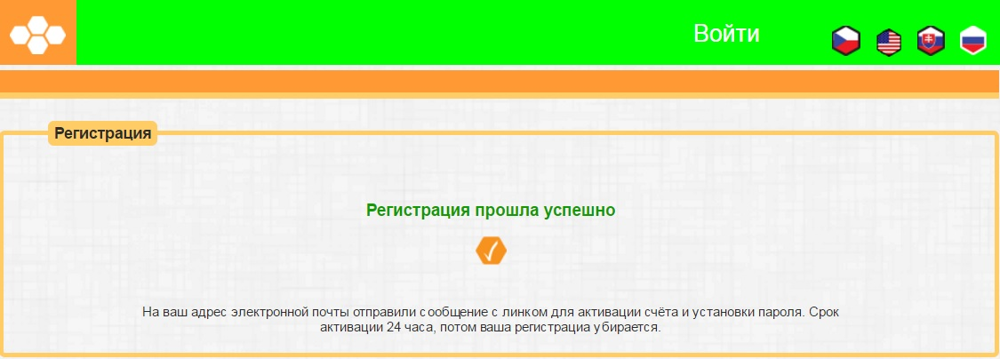 Войти
Регистрация
Регистрация прошла успешно
На ваш адрес электронной почты отправили сообщение с линком для активации счёта и установки пароля. Срок
активации 24 часа, потом ваша регистрациа убирается.